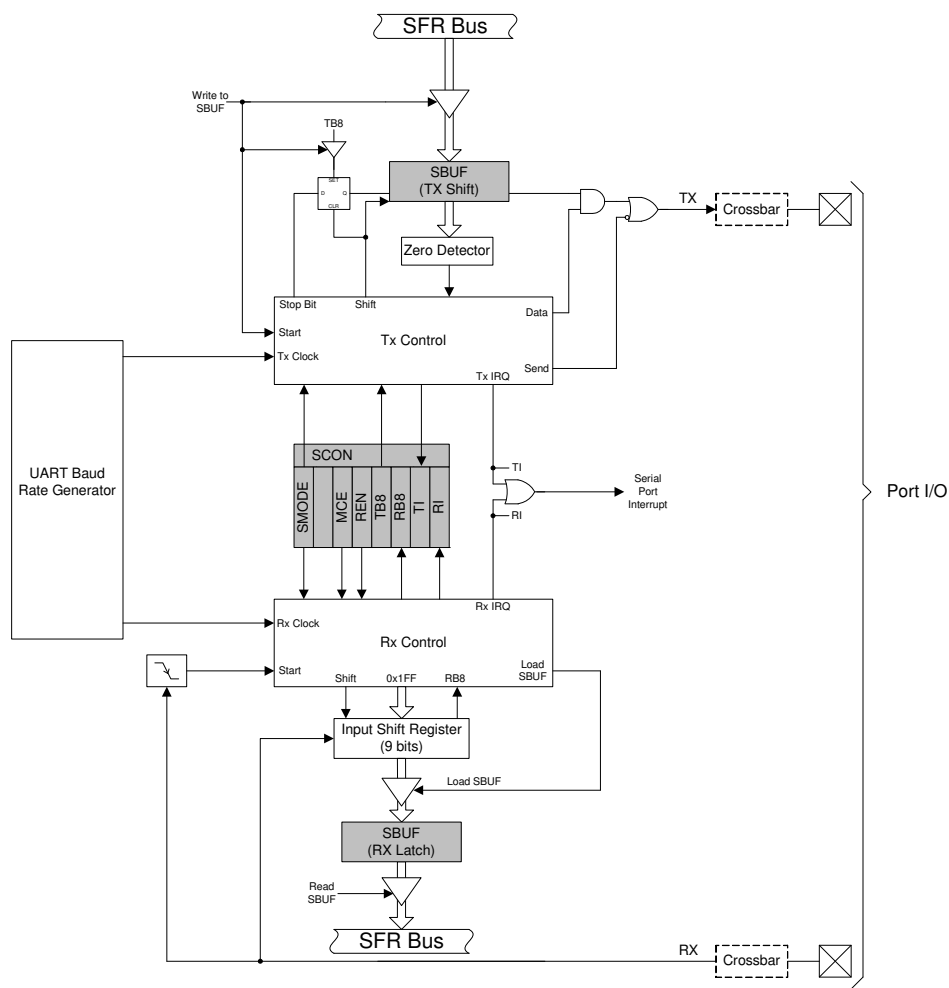 SFR Bus
Write to
SBUF
TB8
SET
D
Q
CLR
SBUF
(TX Shift)
TX
Crossbar
Zero Detector
Stop Bit
Shift
Data
Start
Tx Control
Tx Clock
Send
Tx IRQ
UART Baud
Rate Generator
SCON
SMODE
MCE
REN
TB8
RB8
TI
RI
TI
RI
Serial
Port
Interrupt
Port I/O
Rx IRQ
Rx Clock
Rx Control
Start
Load
SBUF
Shift
0x1FF
RB8
Input Shift Register
(9 bits)
Load SBUF
SBUF
(RX Latch)
Read
SBUF
SFR Bus
RX
Crossbar